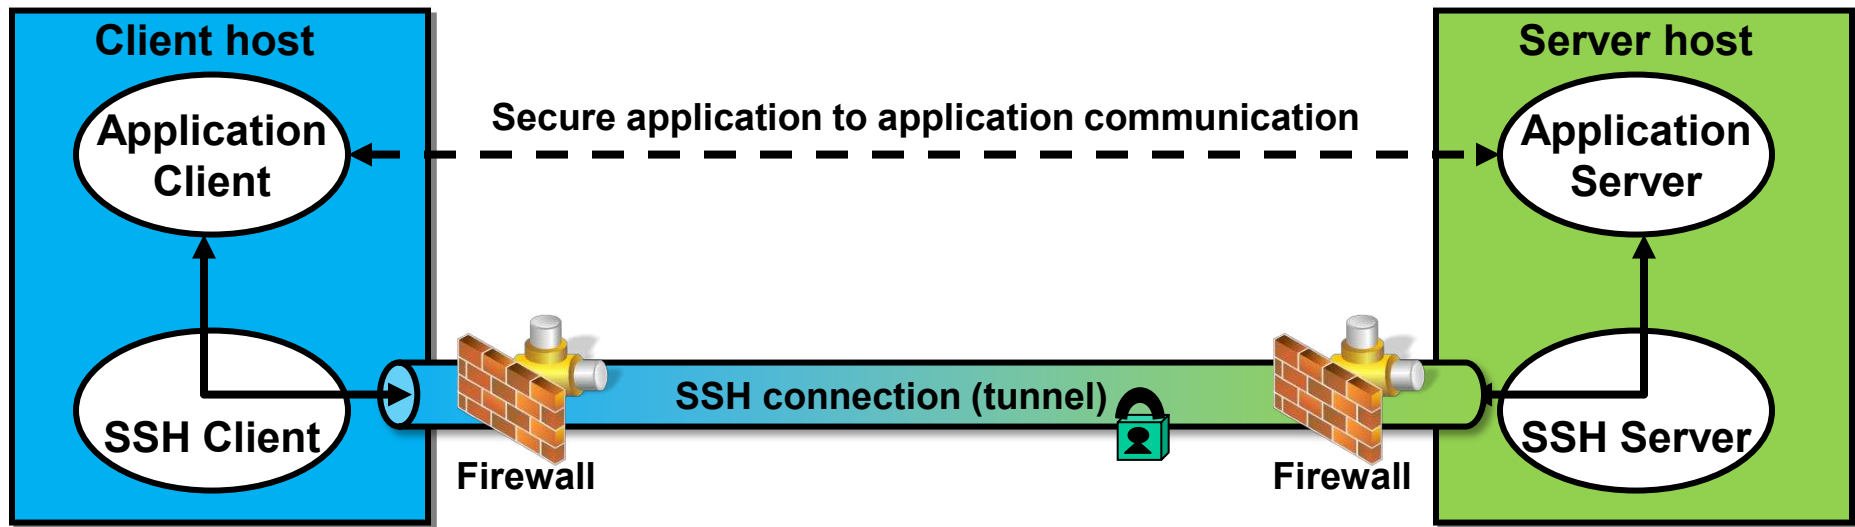 Client host
Server host
Secure application to application communication
Application
Client
Application
Server
SSH connection (tunnel)
SSH Client
SSH Server
Firewall
Firewall